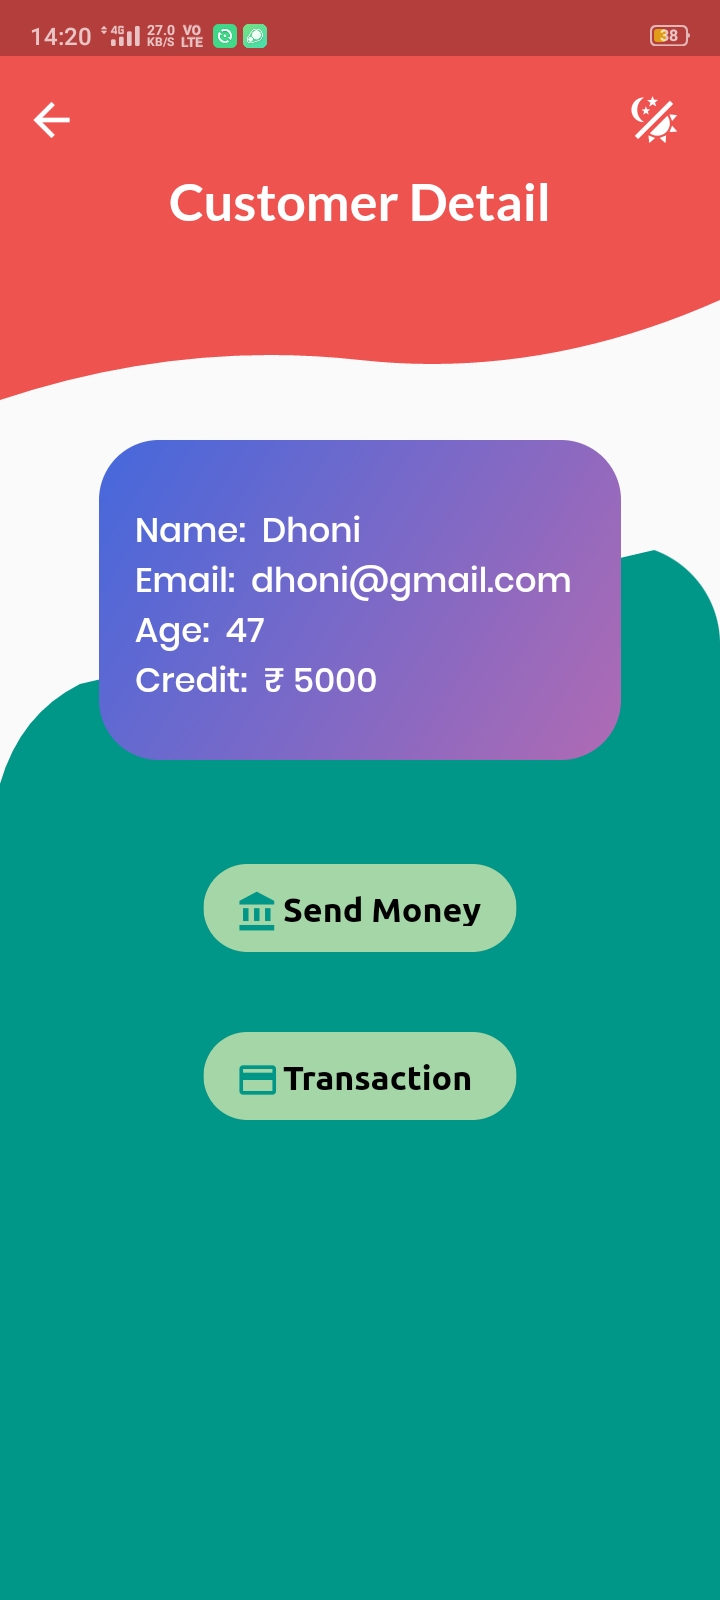 14:20 4G 27.0 KB/S VO LTE 38
Customer Detail
Name: Dhoni
Email: dhoni@gmail.com
Age: 47
Credit: ₹ 5000
Send Money
Transaction